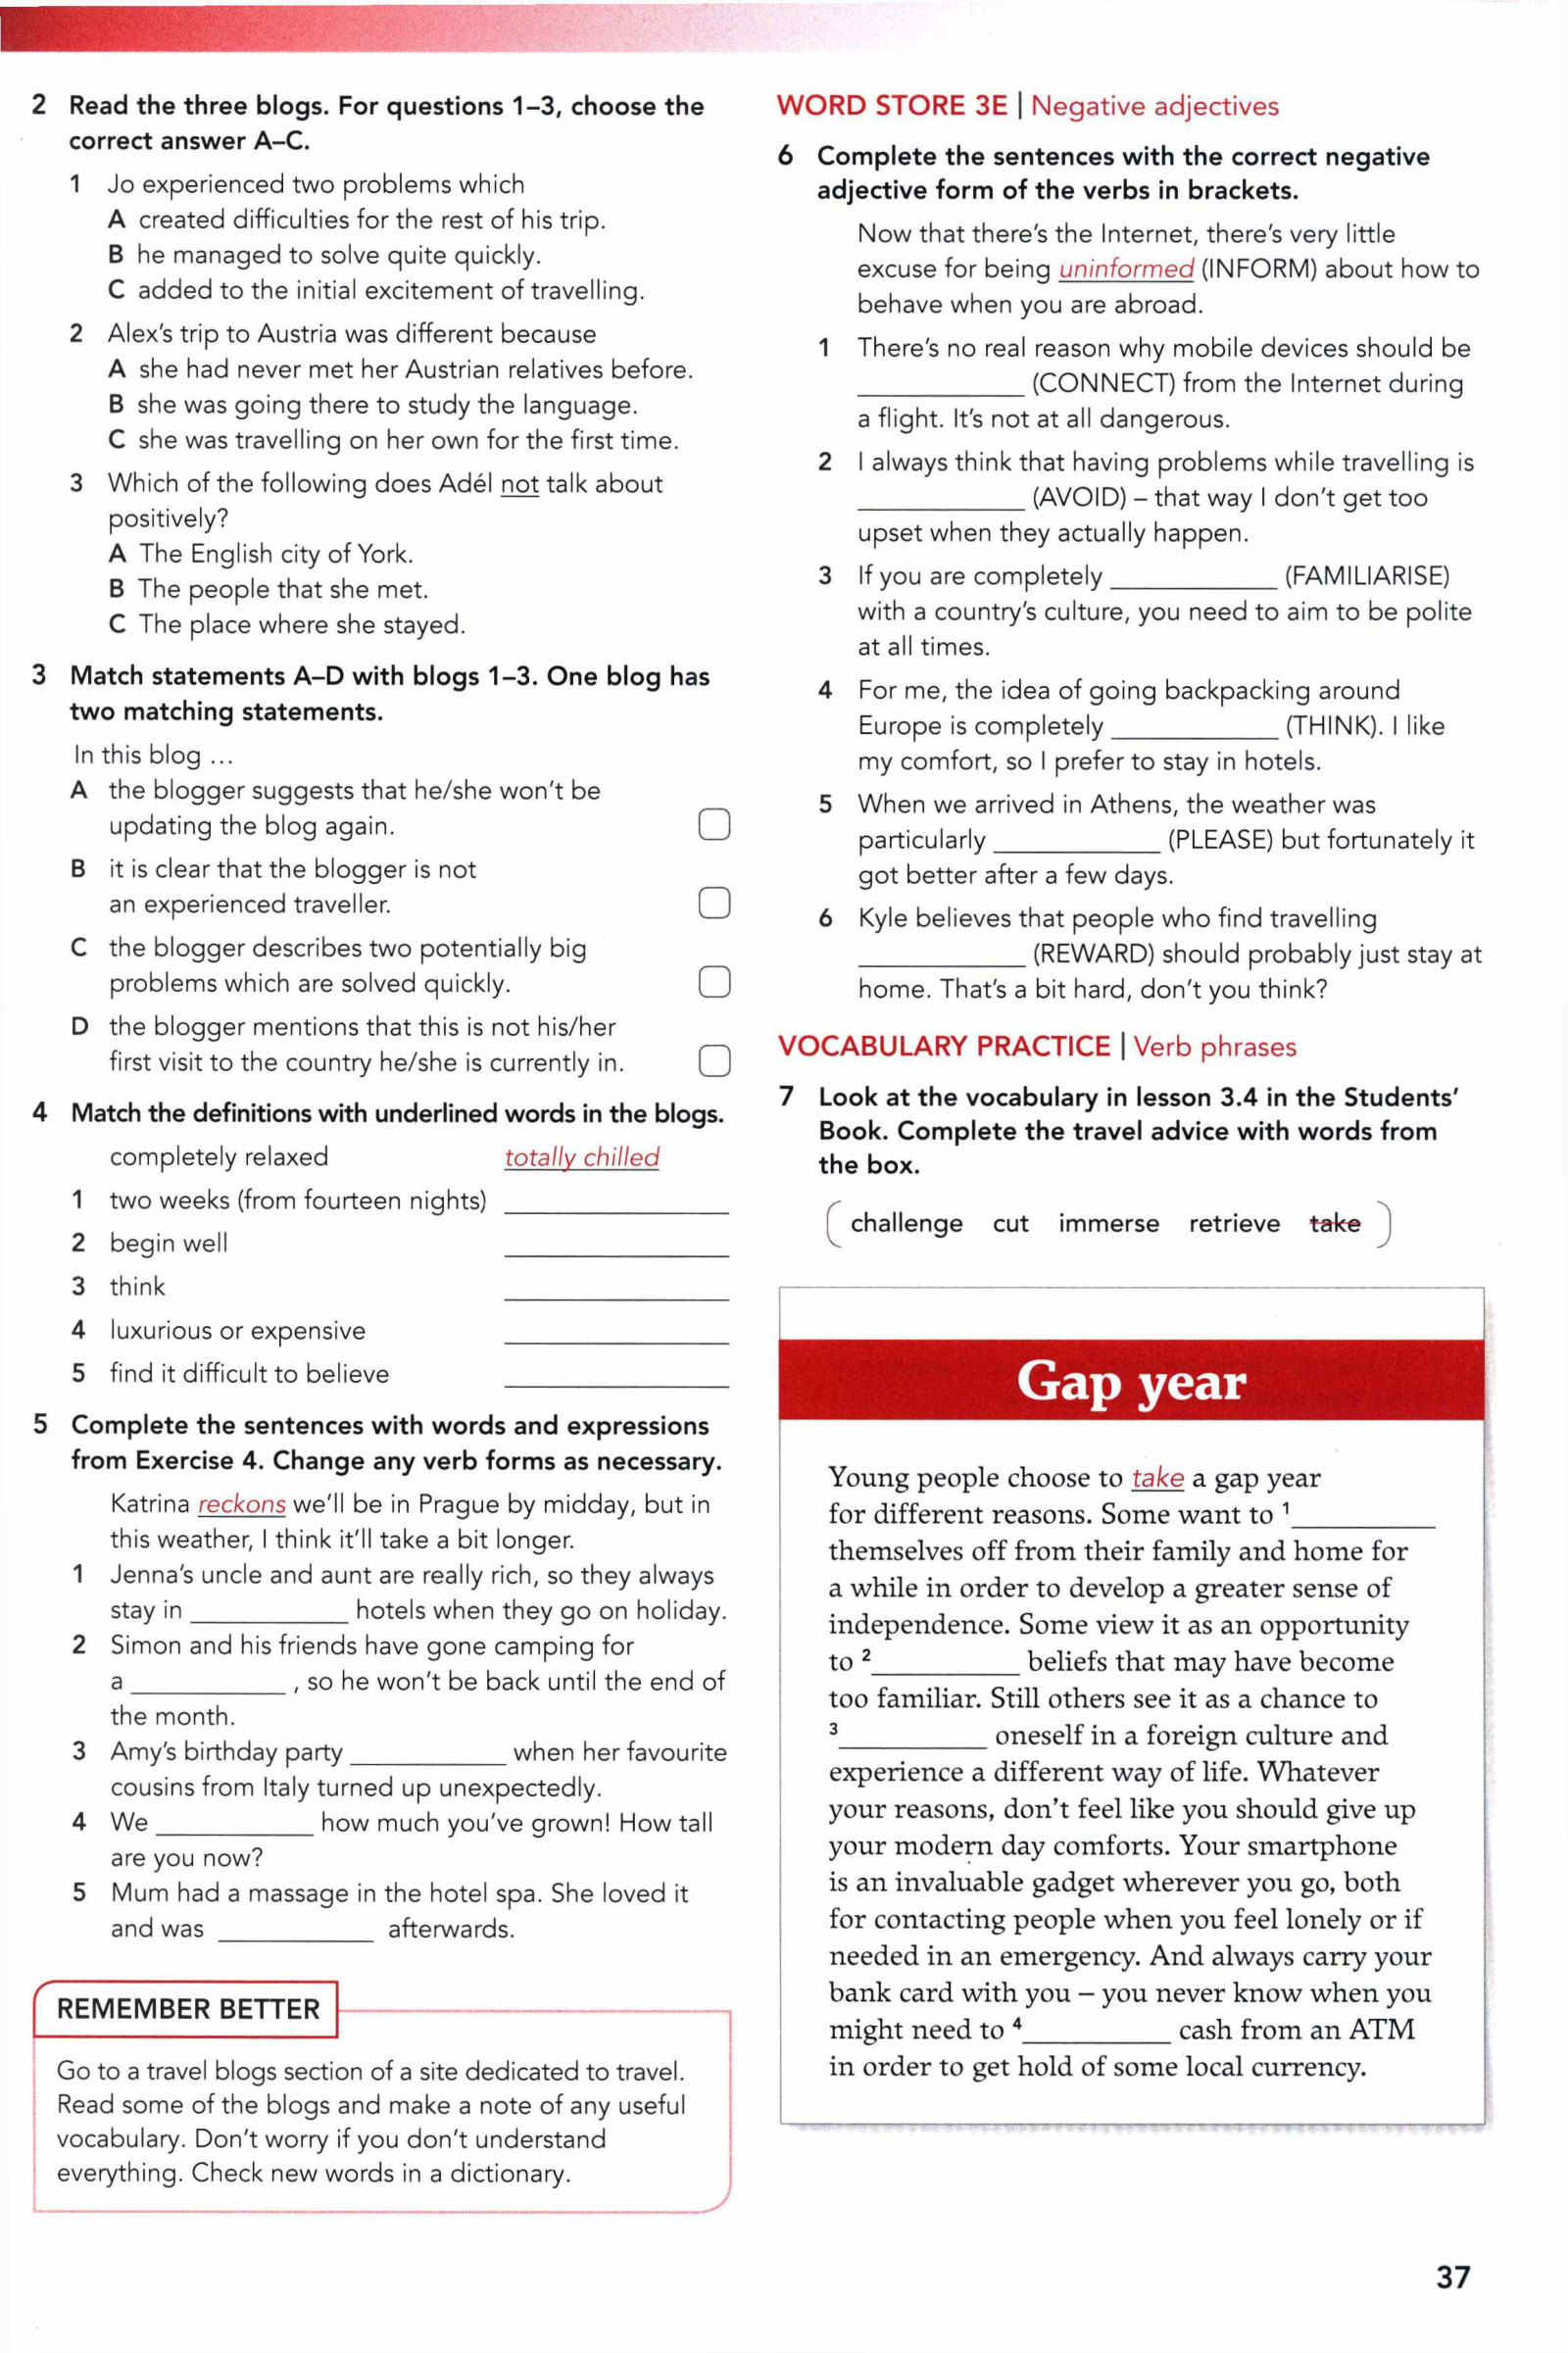 2 Read the three blogs. For questions 1–3, choose the
correct answer A–C.
1 Jo experienced two problems which
A created difficulties for the rest of his trip.
B he managed to solve quite quickly.
C added to the initial excitement of travelling.
2 Alex's trip to Austria was different because
A she had never met her Austrian relatives before.
B she was going there to study the language.
C she was travelling on her own for the first time.
3 Which of the following does Adél not talk about
positively?
A The English city of York.
B The people that she met.
C The place where she stayed.
3 Match statements A–D with blogs 1–3. One blog has
two matching statements.
In this blog ...
A the blogger suggests that he/she won't be
updating the blog again.
B it is clear that the blogger is not
an experienced traveller.
C the blogger describes two potentially big
problems which are solved quickly.
D the blogger mentions that this is not his/her
first visit to the country he/she is currently in.
4 Match the definitions with underlined words in the blogs.
completely relaxed totally chilled
1 two weeks (from fourteen nights) ____________
2 begin well ____________
3 think ____________
4 luxurious or expensive ____________
5 find it difficult to believe ____________
5 Complete the sentences with words and expressions
from Exercise 4. Change any verb forms as necessary.
Katrina reckons we'll be in Prague by midday, but in
this weather, I think it'll take a bit longer.
1 Jenna's uncle and aunt are really rich, so they always
stay in ____________ hotels when they go on holiday.
2 Simon and his friends have gone camping for
a ____________ , so he won't be back until the end of
the month.
3 Amy's birthday party ____________ when her favourite
cousins from Italy turned up unexpectedly.
4 We ____________ how much you've grown! How tall
are you now?
5 Mum had a massage in the hotel spa. She loved it
and was ____________ afterwards.
REMEMBER BETTER
Go to a travel blogs section of a site dedicated to travel.
Read some of the blogs and make a note of any useful
vocabulary. Don't worry if you don't understand
everything. Check new words in a dictionary.
WORD STORE 3E | Negative adjectives
6 Complete the sentences with the correct negative
adjective form of the verbs in brackets.
Now that there's the Internet, there's very little
excuse for being uninformed (INFORM) about how to
behave when you are abroad.
1 There's no real reason why mobile devices should be
____________ (CONNECT) from the Internet during
a flight. It's not at all dangerous.
2 I always think that having problems while travelling is
____________ (AVOID) – that way I don't get too
upset when they actually happen.
3 If you are completely ____________ (FAMILIARISE)
with a country's culture, you need to aim to be polite
at all times.
4 For me, the idea of going backpacking around
Europe is completely ____________ (THINK). I like
my comfort, so I prefer to stay in hotels.
5 When we arrived in Athens, the weather was
particularly ____________ (PLEASE) but fortunately it
got better after a few days.
6 Kyle believes that people who find travelling
____________ (REWARD) should probably just stay at
home. That's a bit hard, don't you think?
VOCABULARY PRACTICE | Verb phrases
7 Look at the vocabulary in lesson 3.4 in the Students'
Book. Complete the travel advice with words from
the box.
challenge cut immerse retrieve take
Gap year
Young people choose to take a gap year
for different reasons. Some want to 1____________
themselves off from their family and home for
a while in order to develop a greater sense of
independence. Some view it as an opportunity
to 2____________ beliefs that may have become
too familiar. Still others see it as a chance to
3____________ oneself in a foreign culture and
experience a different way of life. Whatever
your reasons, don't feel like you should give up
your modern day comforts. Your smartphone
is an invaluable gadget wherever you go, both
for contacting people when you feel lonely or if
needed in an emergency. And always carry your
bank card with you – you never know when you
might need to 4____________ cash from an ATM
in order to get hold of some local currency.
37